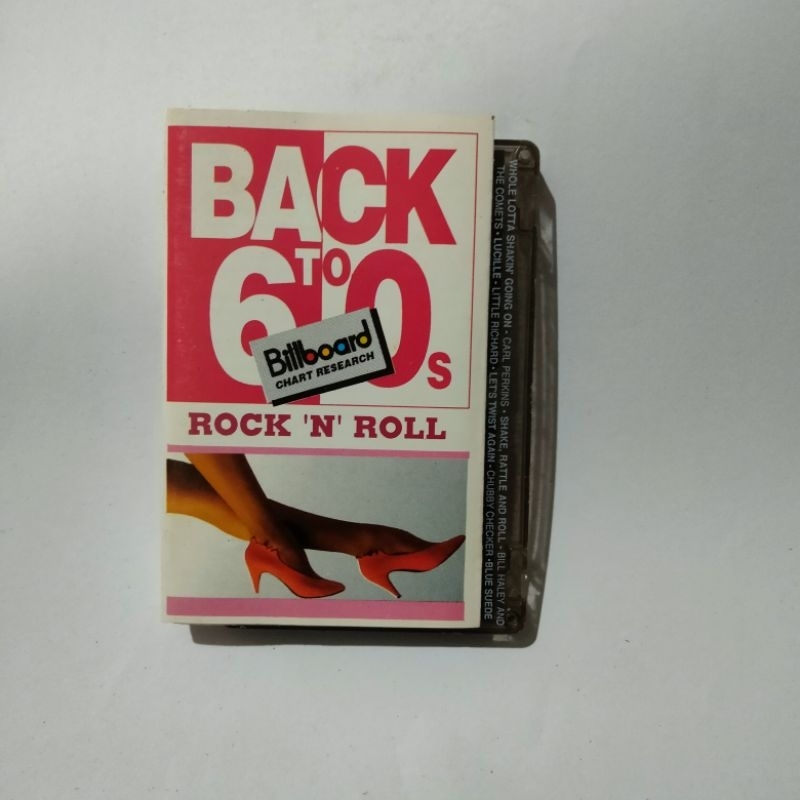 BACK
TO
60s
Billboard
CHART RESEARCH
ROCK 'N' ROLL
WHOLE LOTTA SHAKIN' GOING ON • CARL PERKINS • SHAKE, RATTLE AND ROLL • BILL HALEY AND
THE COMETS • LUCILLE • LITTLE RICHARD • LET'S TWIST AGAIN • CHUBBY CHECKER • BLUE SUEDE